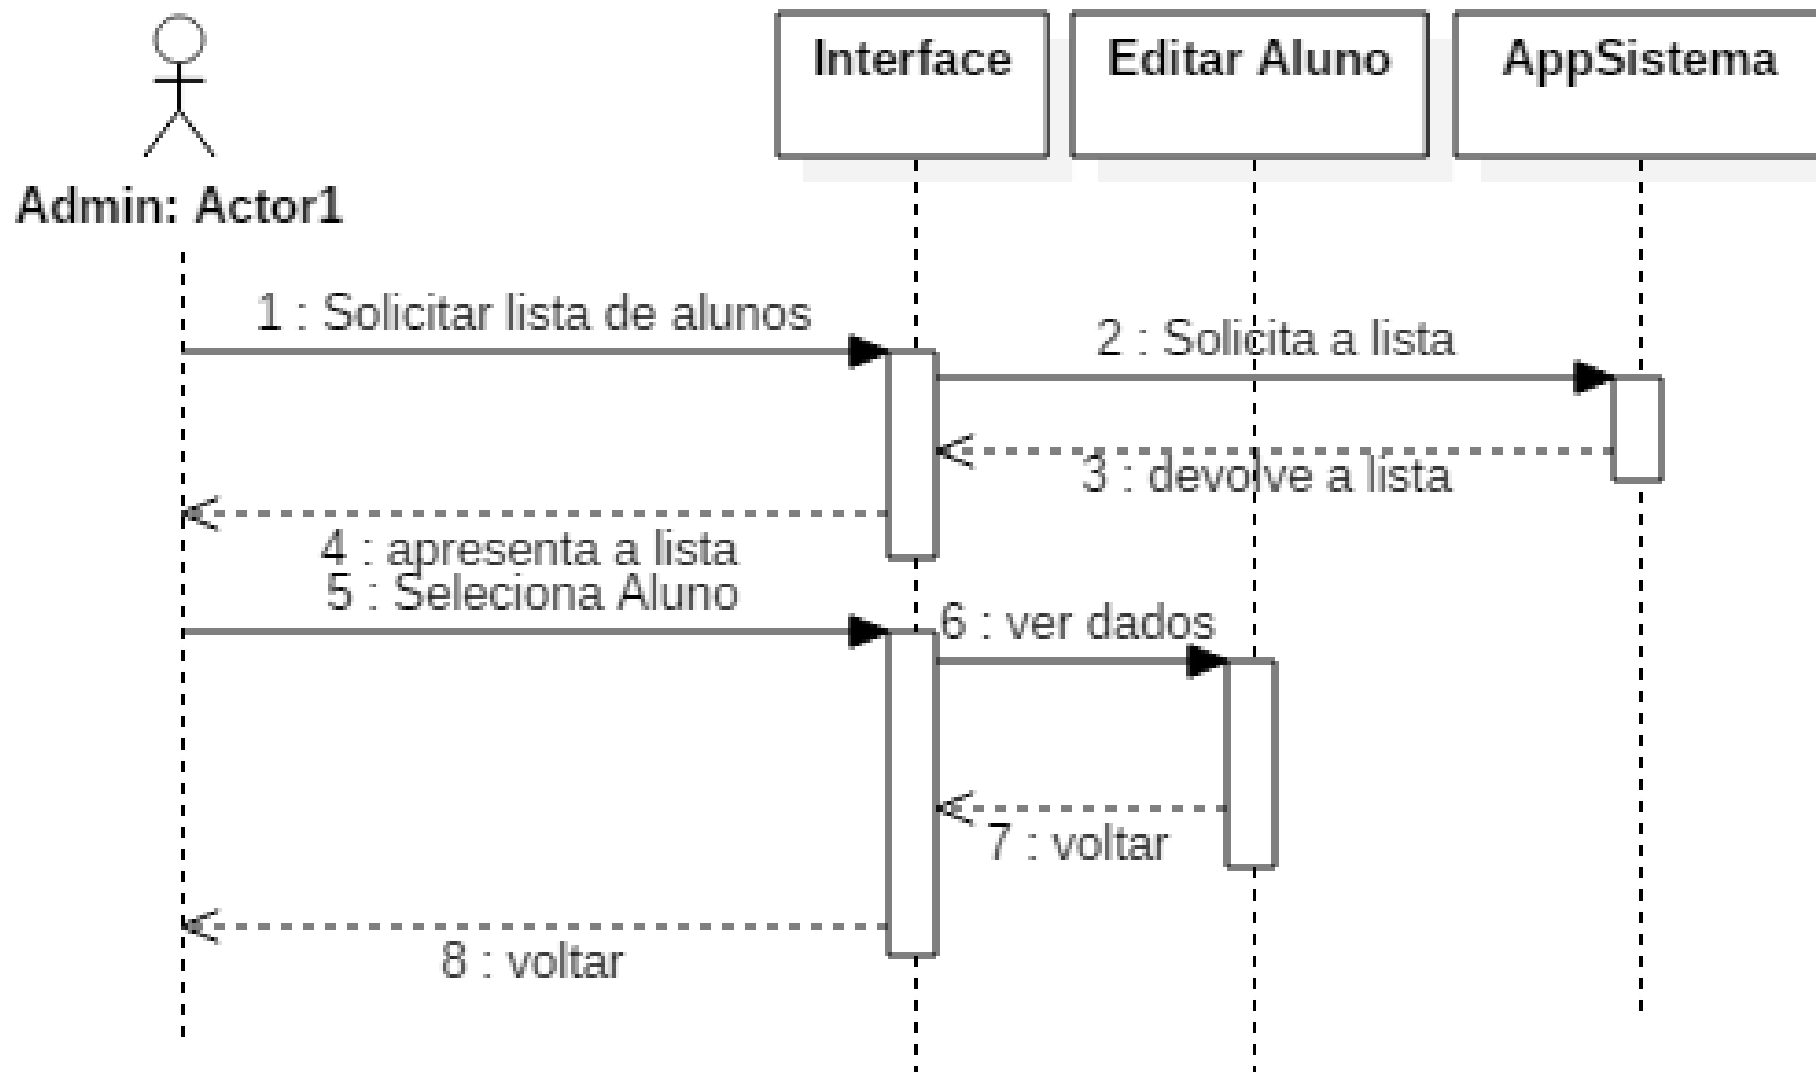 Interface
Editar Aluno
AppSistema
Admin: Actor1
1 : Solicitar lista de alunos
2 : Solicita a lista
3 : devolve a lista
4 : apresenta a lista
5 : Seleciona Aluno
6 : ver dados
7 : voltar
8 : voltar